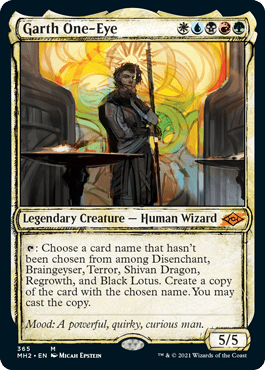 Garth One-Eye
Legendary Creature — Human Wizard
: Choose a card name that hasn't
been chosen from among Disenchant,
Braingeyser, Terror, Shivan Dragon,
Regrowth, and Black Lotus. Create a copy
of the card with the chosen name. You may
cast the copy.
Mood: A powerful, quirky, curious man.
5/5
365 M
MH2 • EN Micah Epstein
™ & © 2021 Wizards of the Coast